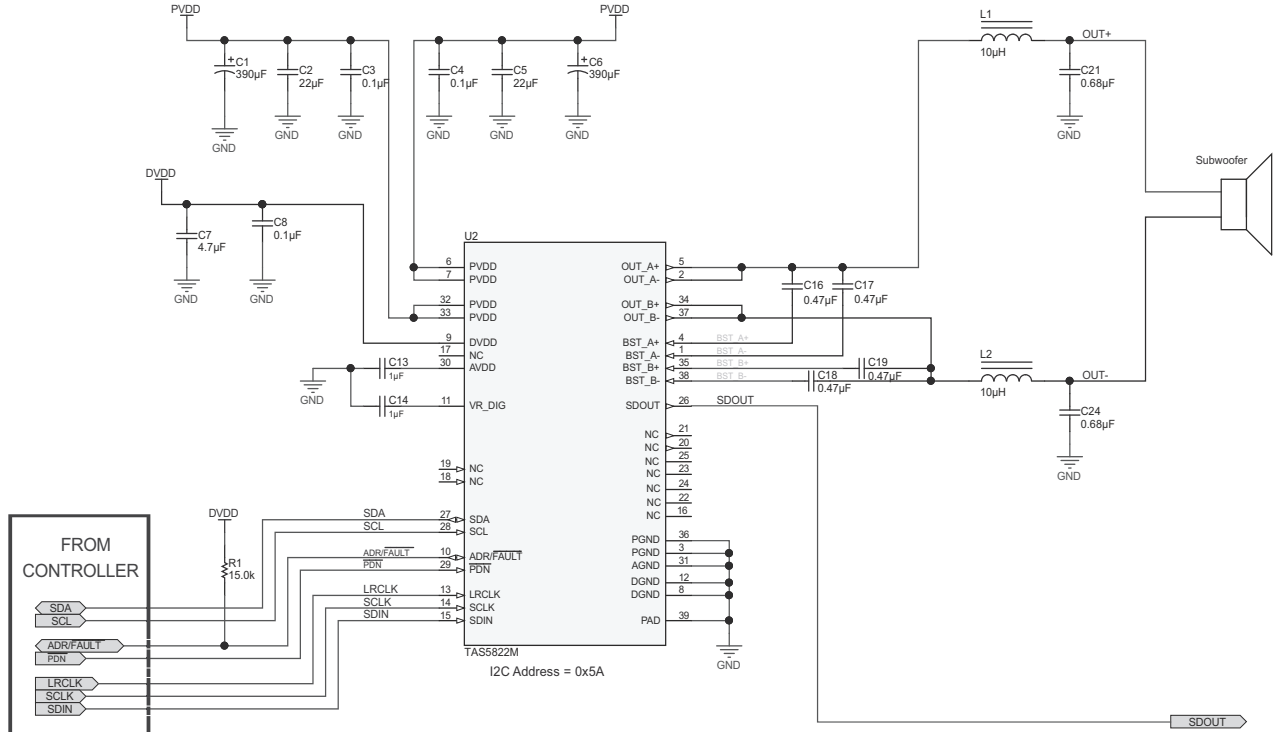 PVDD
PVDD
L1
10µH
OUT+
C1
390µF
C2
22µF
C3
0.1µF
C4
0.1µF
C5
22µF
C6
390µF
C21
0.68µF
GND
GND
GND
GND
GND
GND
GND
Subwoofer
DVDD
C7
4.7µF
C8
0.1µF
GND
GND
U2
6 PVDD
7 PVDD
32 PVDD
33 PVDD
9 DVDD
17 NC
30 AVDD
11 VR_DIG
19 NC
18 NC
27 SDA
28 SCL
10 ADR/FAULT
29 PDN
13 LRCLK
14 SCLK
15 SDIN
OUT_A+ 5
OUT_A- 2
OUT_B+ 34
OUT_B- 37
BST_A+ 4
BST_A- 1
BST_B+ 35
BST_B- 38
SDOUT 26
NC 21
NC 20
NC 25
NC 23
NC 24
NC 22
NC 16
PGND 36
PGND 3
AGND 31
DGND 12
DGND 8
PAD 39
TAS5822M
I2C Address = 0x5A
C13
1µF
C14
1µF
GND
C16
0.47µF
C17
0.47µF
BST_A+
BST_A-
BST_B+
BST_B-
C19
0.47µF
C18
0.47µF
L2
10µH
OUT-
C24
0.68µF
GND
SDOUT
GND
SDA
SCL
ADR/FAULT
PDN
LRCLK
SCLK
SDIN
DVDD
R1
15.0k
FROM
CONTROLLER
SDA
SCL
ADR/FAULT
PDN
LRCLK
SCLK
SDIN
SDOUT